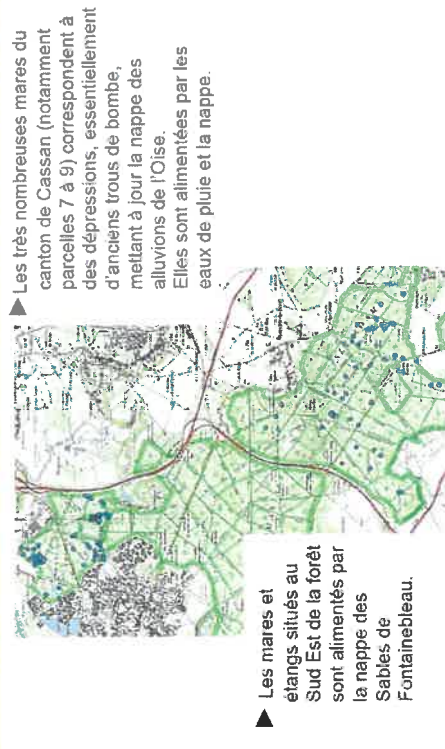 Les très nombreuses mares du
canton de Cassan (notamment
parcelles 7 à 9) correspondent à
des dépressions, essentiellement
d'anciens trous de bombe,
mettant à jour la nappe des
alluvions de l'Oise.
Elles sont alimentées par les
eaux de pluie et la nappe.
Les mares et
étangs situés au
Sud Est de la forêt
sont alimentés par
la nappe des
Sables de
Fontainebleau.